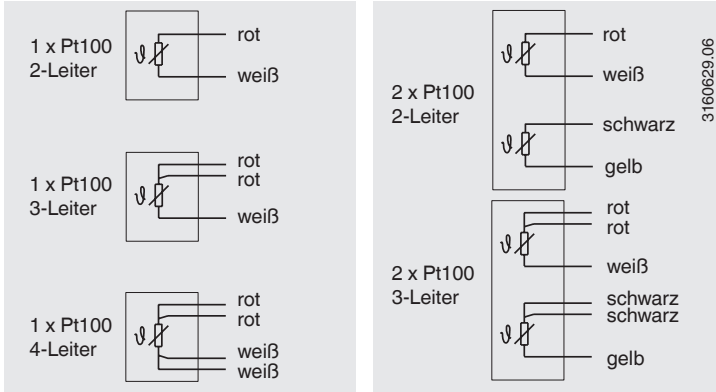 1 x Pt100
2-Leiter
ϑ
rot
weiß
1 x Pt100
3-Leiter
ϑ
rot
rot
weiß
1 x Pt100
4-Leiter
ϑ
rot
rot
weiß
weiß
2 x Pt100
2-Leiter
ϑ
rot
weiß
ϑ
schwarz
gelb
2 x Pt100
3-Leiter
ϑ
rot
rot
weiß
ϑ
schwarz
schwarz
gelb
3160629.06